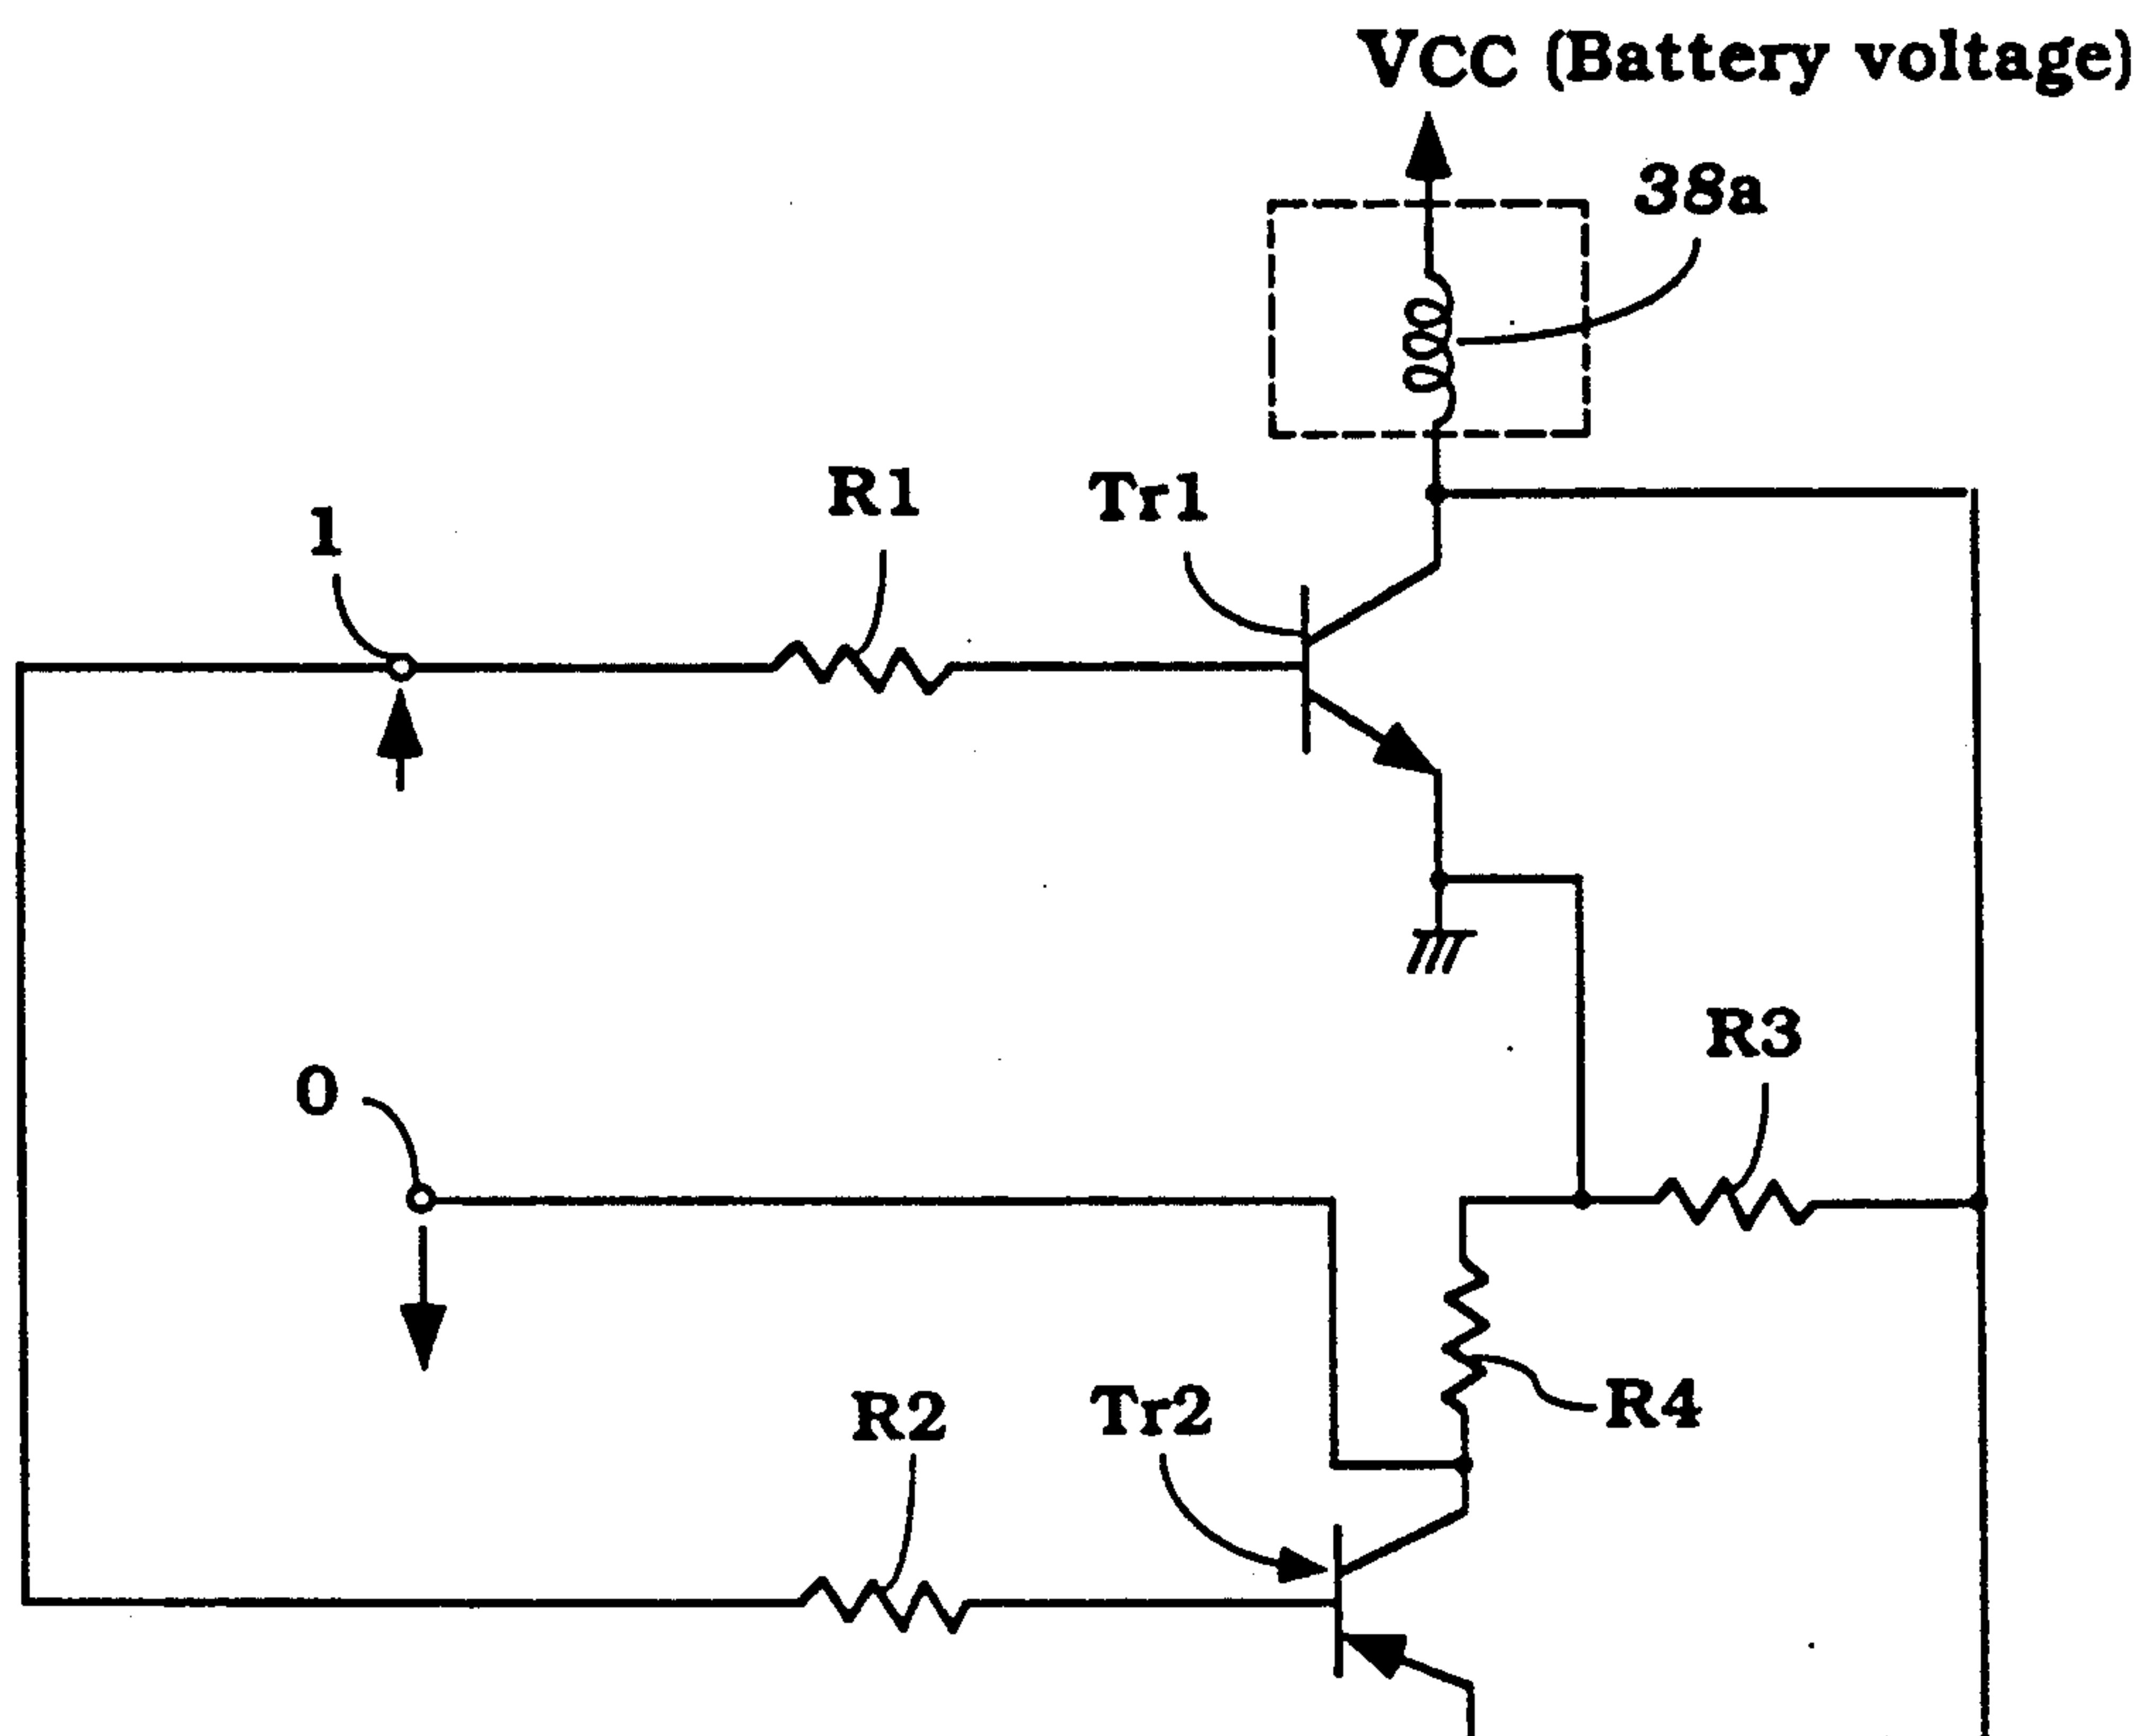 VCC (Battery voltage)
38a
R1
Tr1
1
R3
0
R4
R2
Tr2